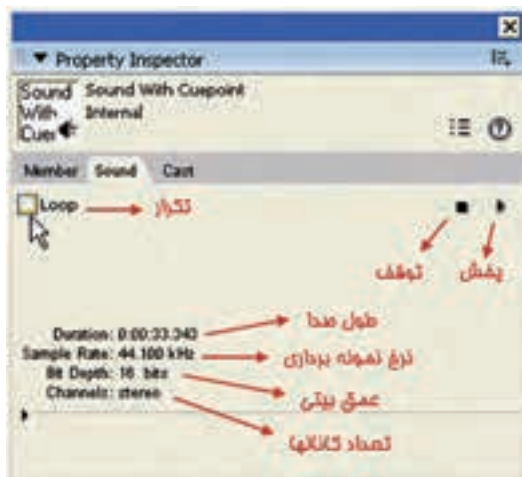 Property Inspector
Sound With Cuepoint
Sound With Cuepoint
Internal
Member Sound Cast
Loop
تکرار
توقف
پخش
Duration: 0:00:33.343
طول صدا
Sample Rate: 44.100 kHz
نرخ نمونه برداری
Bit Depth: 16 bits
عمق بیتی
Channels: stereo
تعداد کانالها